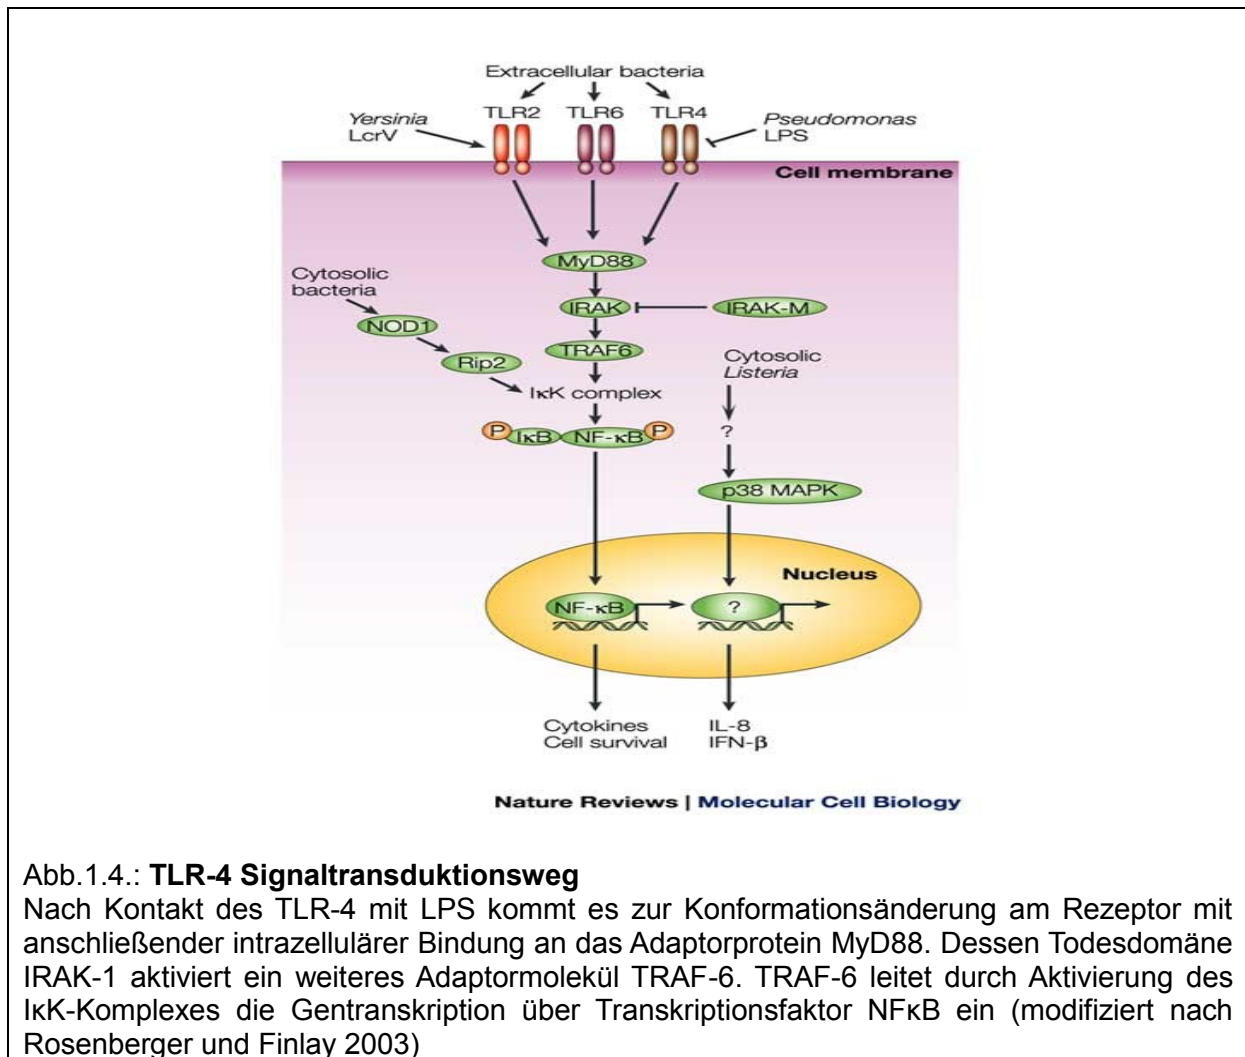 Extracellular bacteria
TLR2 TLR6 TLR4
Yersinia
LcrV
Pseudomonas
LPS
Cell membrane
MyD88
Cytosolic
bacteria
IRAK
IRAK-M
NOD1
TRAF6
Rip2
Cytosolic
Listeria
IκK complex
P IκB NF-κB P
?
p38 MAPK
Nucleus
NF-κB
?
Cytokines
Cell survival
IL-8
IFN-β
Nature Reviews | Molecular Cell Biology
Abb.1.4.: TLR-4 Signaltransduktionsweg
Nach Kontakt des TLR-4 mit LPS kommt es zur Konformationsänderung am Rezeptor mit
anschließender intrazellulärer Bindung an das Adaptorprotein MyD88. Dessen Todesdomäne
IRAK-1 aktiviert ein weiteres Adaptormolekül TRAF-6. TRAF-6 leitet durch Aktivierung des
IκK-Komplexes die Gentranskription über Transkriptionsfaktor NFκB ein (modifiziert nach
Rosenberger und Finlay 2003)